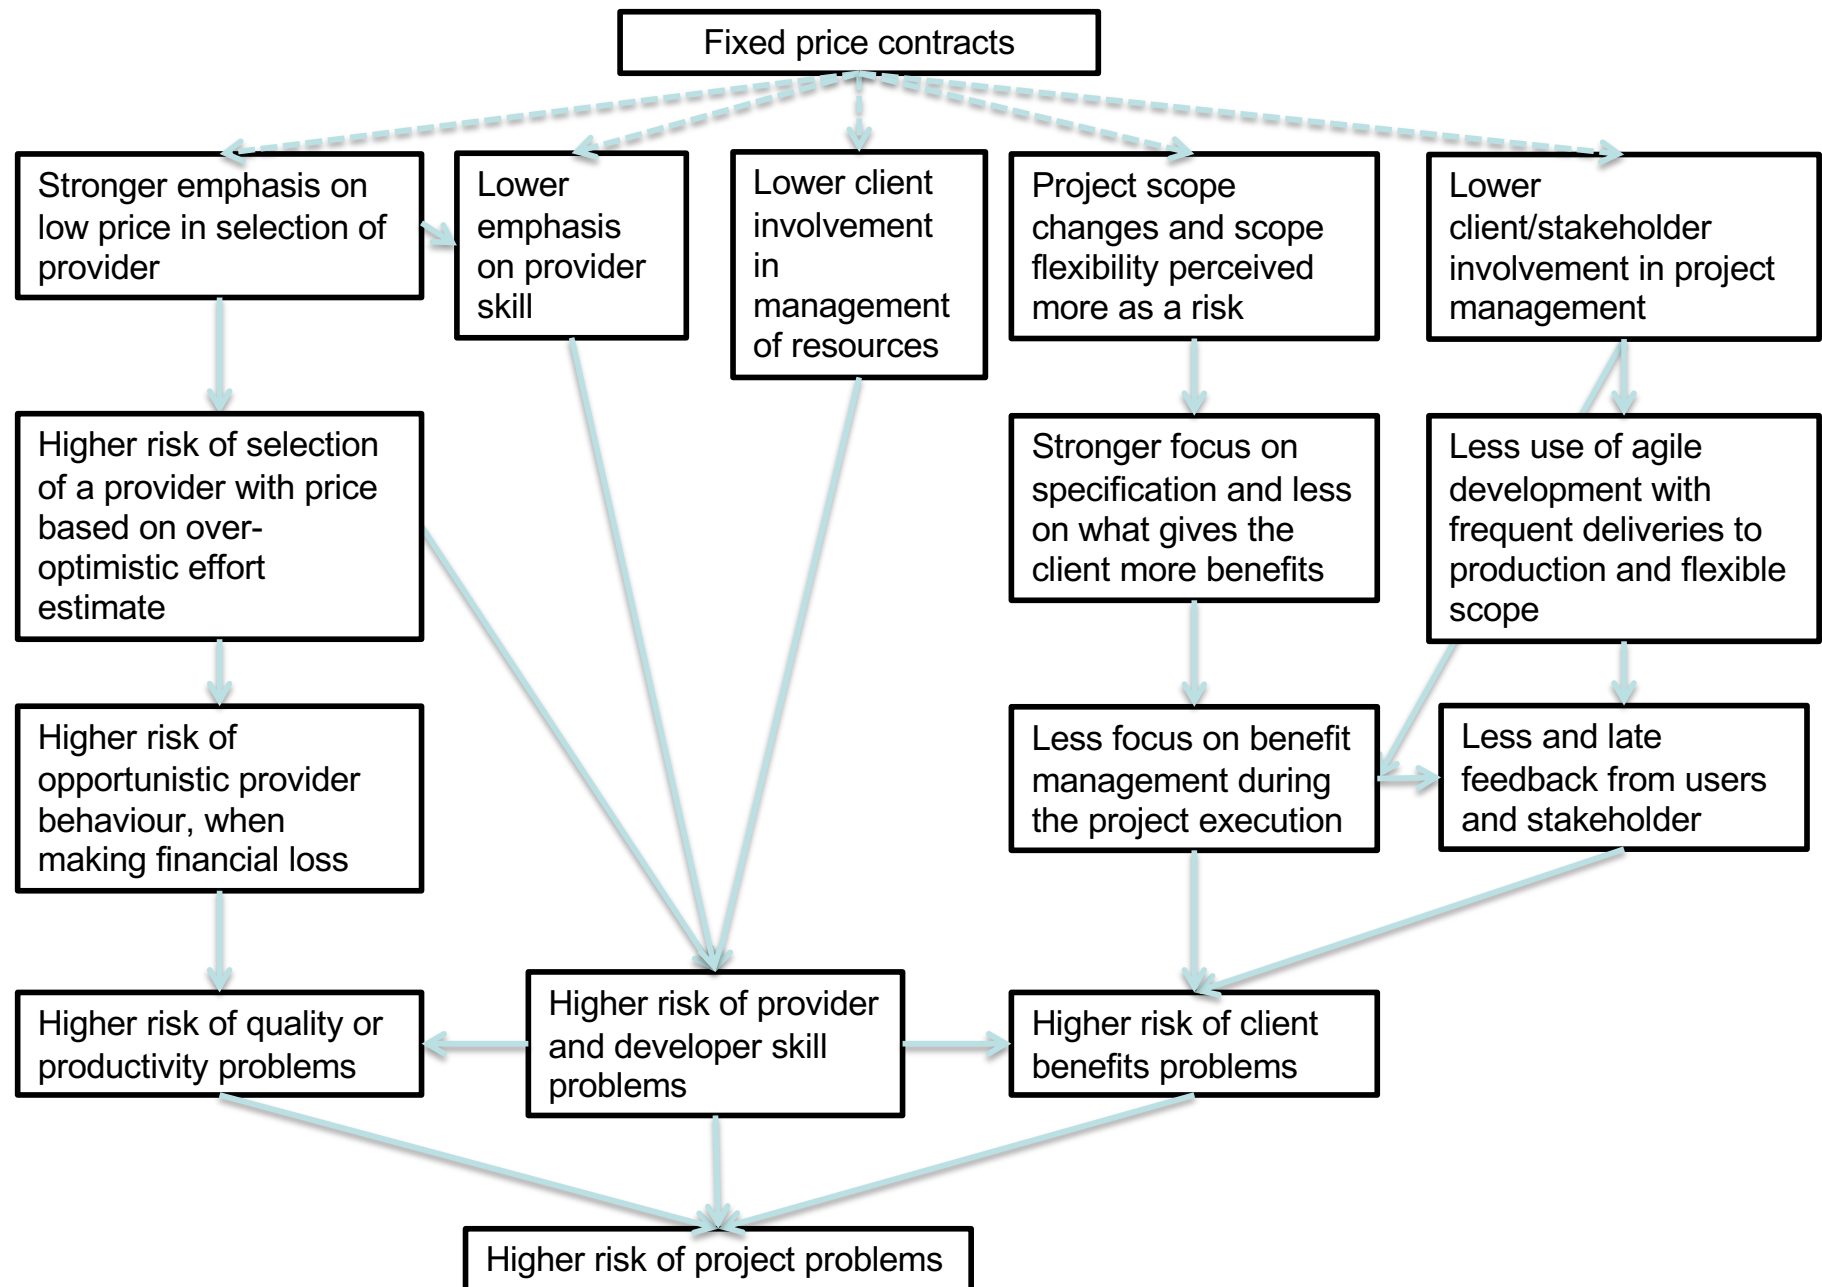 Fixed price contracts
Stronger emphasis on
low price in selection of
provider
Lower
emphasis
on provider
skill
Lower client
involvement
in
management
of resources
Project scope
changes and scope
flexibility perceived
more as a risk
Lower
client/stakeholder
involvement in project
management
Higher risk of selection
of a provider with price
based on over-
optimistic effort
estimate
Stronger focus on
specification and less
on what gives the
client more benefits
Less use of agile
development with
frequent deliveries to
production and flexible
scope
Higher risk of
opportunistic provider
behaviour, when
making financial loss
Less focus on benefit
management during
the project execution
Less and late
feedback from users
and stakeholder
Higher risk of quality or
productivity problems
Higher risk of provider
and developer skill
problems
Higher risk of client
benefits problems
Higher risk of project problems